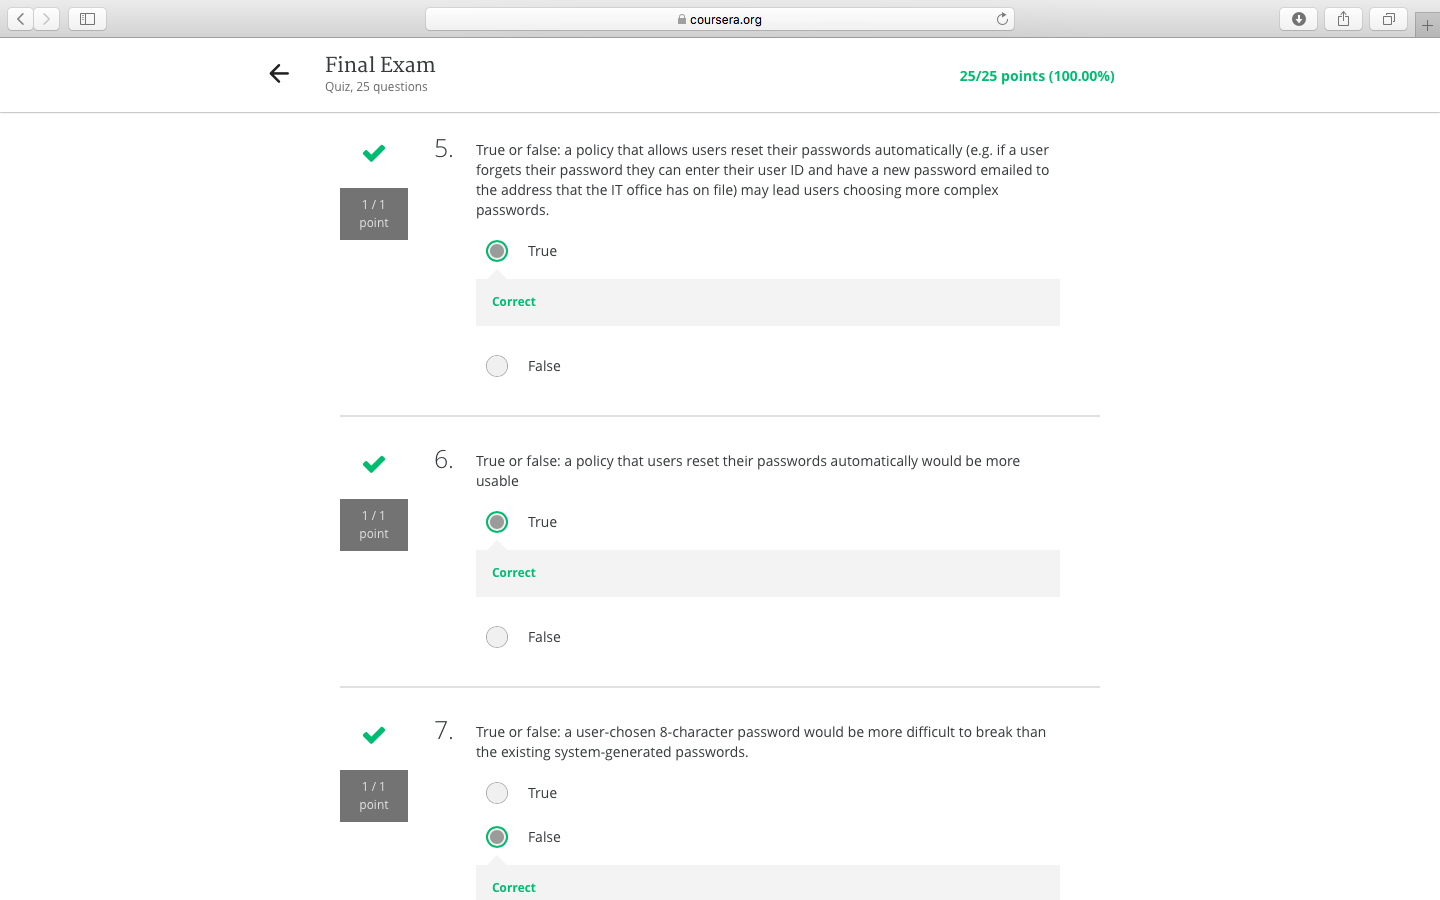 coursera.org
Final Exam
Quiz, 25 questions
25/25 points (100.00%)
1 / 1
point
5.
True or false: a policy that allows users reset their passwords automatically (e.g. if a user
forgets their password they can enter their user ID and have a new password emailed to
the address that the IT office has on file) may lead users choosing more complex
passwords.
True
Correct
False
1 / 1
point
6.
True or false: a policy that users reset their passwords automatically would be more
usable
True
Correct
False
1 / 1
point
7.
True or false: a user-chosen 8-character password would be more difficult to break than
the existing system-generated passwords.
True
False
Correct